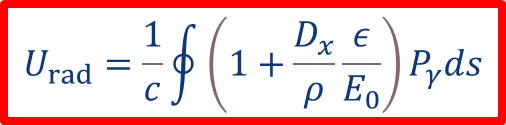 U_rad = 1/c ∮ (1 + D_x/ρ ϵ/E_0) P_γ ds